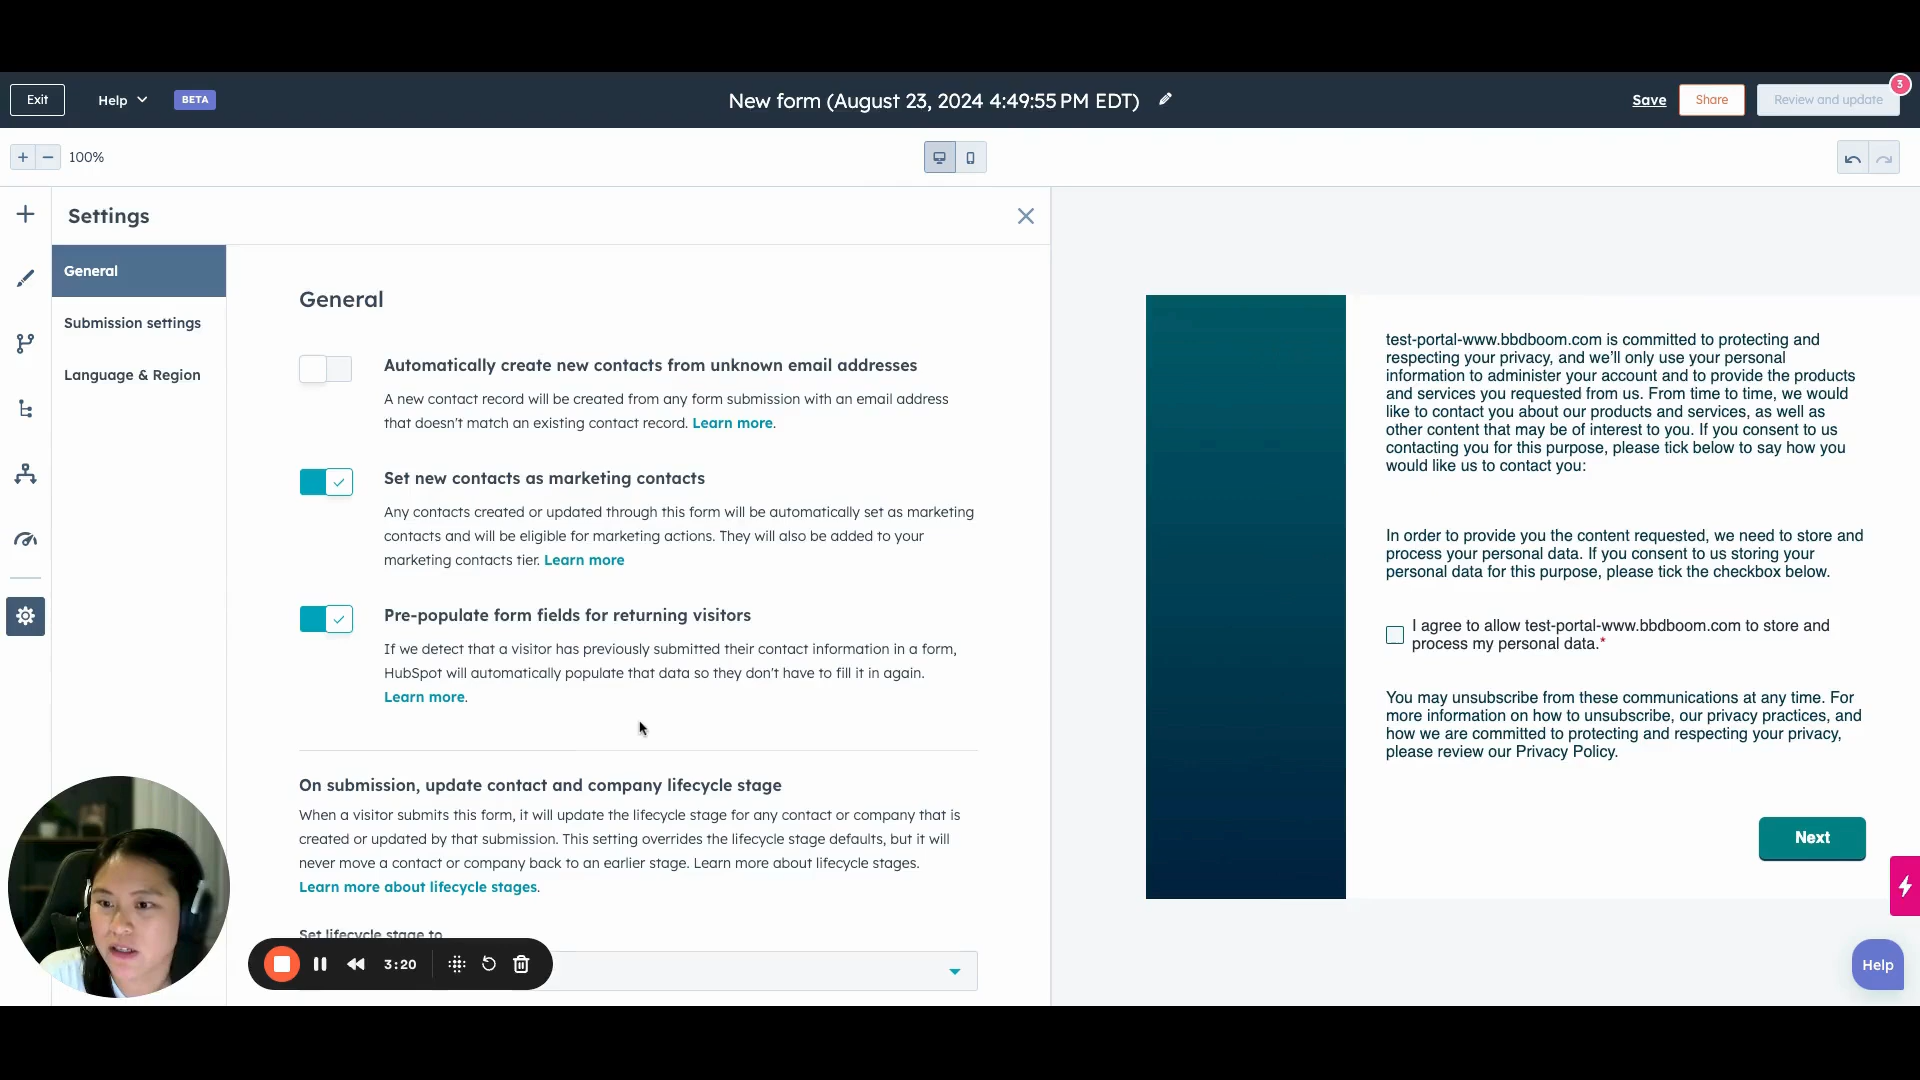 Exit
Help
BETA
New form (August 23, 2024 4:49:55 PM EDT)
Save
Share
Review and update
3
100%
Settings
General
Submission settings
Language & Region
General
Automatically create new contacts from unknown email addresses
A new contact record will be created from any form submission with an email address
that doesn't match an existing contact record. Learn more.
Set new contacts as marketing contacts
Any contacts created or updated through this form will be automatically set as marketing
contacts and will be eligible for marketing actions. They will also be added to your
marketing contacts tier. Learn more
Pre-populate form fields for returning visitors
If we detect that a visitor has previously submitted their contact information in a form,
HubSpot will automatically populate that data so they don't have to fill it in again.
Learn more.
On submission, update contact and company lifecycle stage
When a visitor submits this form, it will update the lifecycle stage for any contact or company that is
created or updated by that submission. This setting overrides the lifecycle stage defaults, but it will
never move a contact or company back to an earlier stage. Learn more about lifecycle stages.
Learn more about lifecycle stages.
Set lifecycle stage to
3:20
test-portal-www.bbdboom.com is committed to protecting and
respecting your privacy, and we'll only use your personal
information to administer your account and to provide the products
and services you requested from us. From time to time, we would
like to contact you about our products and services, as well as
other content that may be of interest to you. If you consent to us
contacting you for this purpose, please tick below to say how you
would like us to contact you:
In order to provide you the content requested, we need to store and
process your personal data. If you consent to us storing your
personal data for this purpose, please tick the checkbox below.
I agree to allow test-portal-www.bbdboom.com to store and
process my personal data.*
You may unsubscribe from these communications at any time. For
more information on how to unsubscribe, our privacy practices, and
how we are committed to protecting and respecting your privacy,
please review our Privacy Policy.
Next
Help